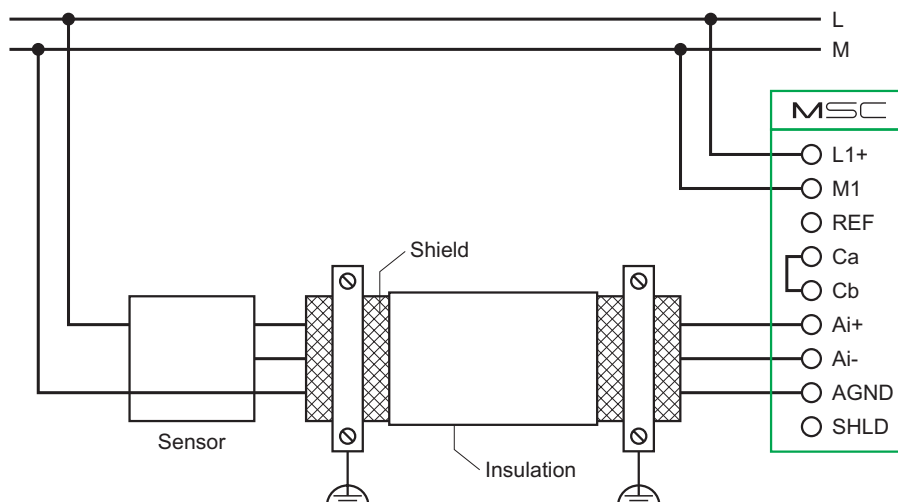 L
M
MSC
L1+
M1
REF
Ca
Cb
Ai+
Ai-
AGND
SHLD
Shield
Sensor
Insulation